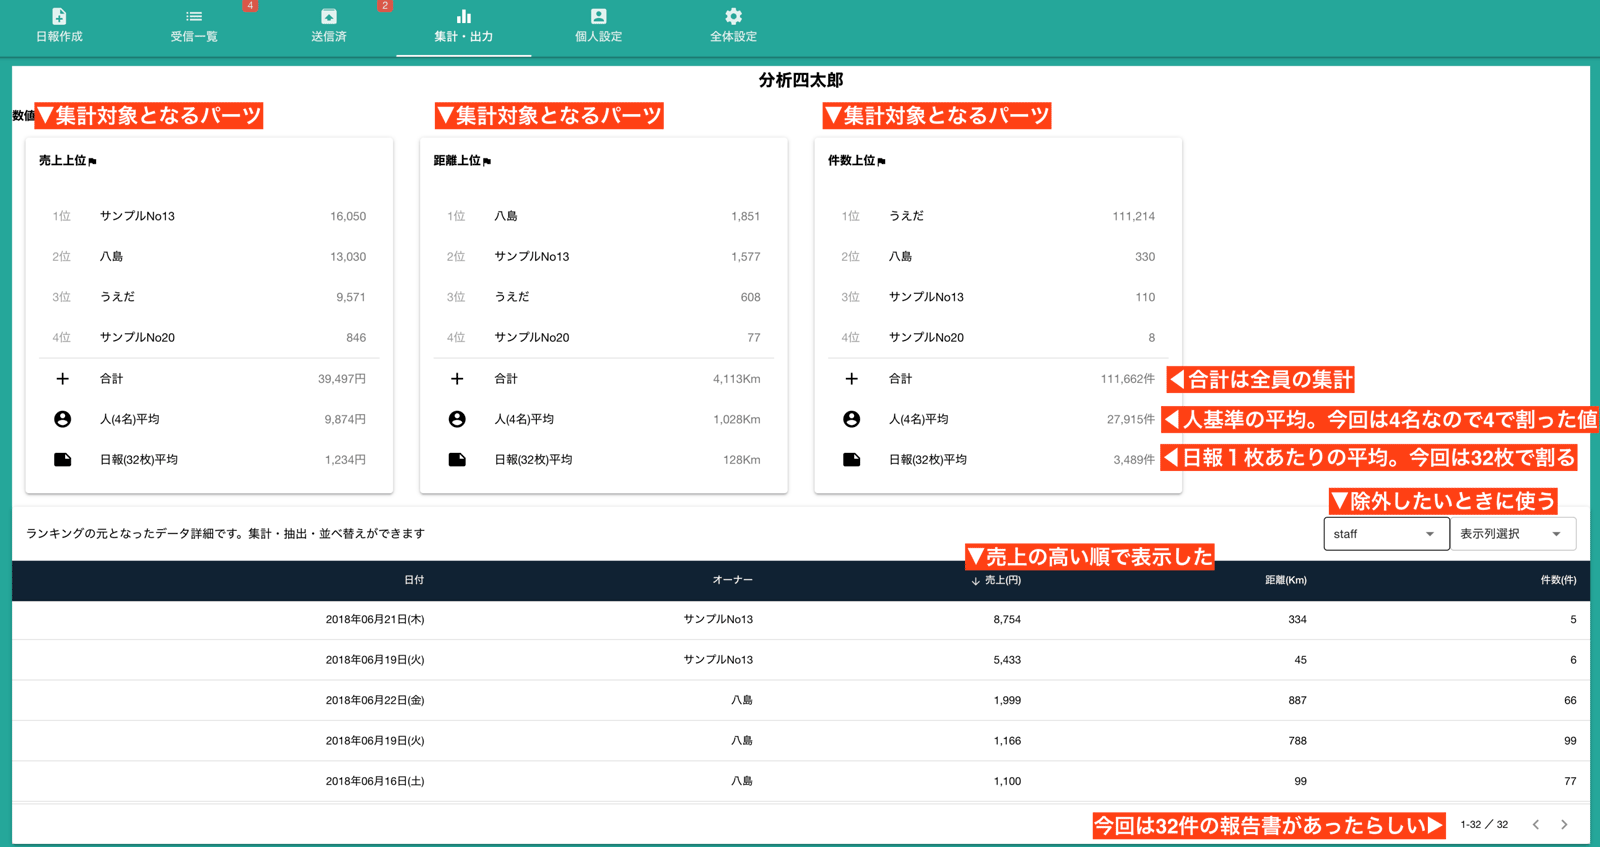 4
2
日報作成
受信一覧
送信済
集計・出力
個人設定
全体設定
分析四太郎
数値
▼集計対象となるパーツ
▼集計対象となるパーツ
▼集計対象となるパーツ
売上上位
1位 サンプルNo13 16,050
2位 八島 13,030
3位 うえだ 9,571
4位 サンプルNo20 846
合計 39,497円
人(4名)平均 9,874円
日報(32枚)平均 1,234円
距離上位
1位 八島 1,851
2位 サンプルNo13 1,577
3位 うえだ 608
4位 サンプルNo20 77
合計 4,113Km
人(4名)平均 1,028Km
日報(32枚)平均 128Km
件数上位
1位 うえだ 111,214
2位 八島 330
3位 サンプルNo13 110
4位 サンプルNo20 8
合計 111,662件
人(4名)平均 27,915件
日報(32枚)平均 3,489件
◀合計は全員の集計
◀人基準の平均。今回は4名なので4で割った値
◀日報１枚あたりの平均。今回は32枚で割る
▼除外したいときに使う
ランキングの元となったデータ詳細です。集計・抽出・並べ替えができます
staff
表示列選択
▼売上の高い順で表示した
日付 オーナー ↓ 売上(円) 距離(Km) 件数(件)
2018年06月21日(木) サンプルNo13 8,754 334 5
2018年06月19日(火) サンプルNo13 5,433 45 6
2018年06月22日(金) 八島 1,999 887 66
2018年06月19日(火) 八島 1,166 788 99
2018年06月16日(土) 八島 1,100 99 77
今回は32件の報告書があったらしい▶
1-32 / 32